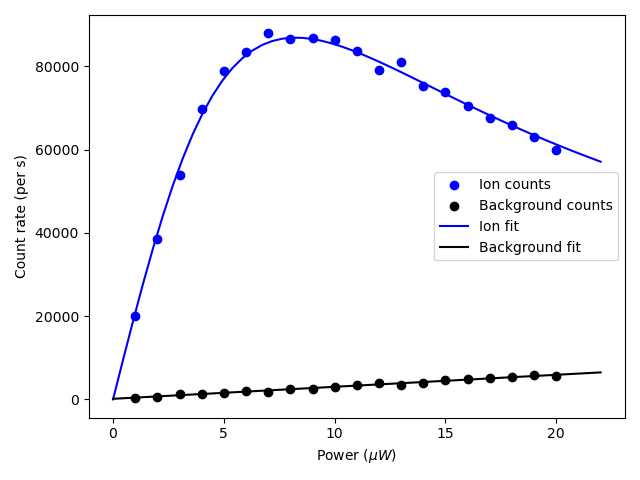 80000
60000
40000
20000
0
Count rate (per s)
Ion counts
Background counts
Ion fit
Background fit
0 5 10 15 20
Power (μW)